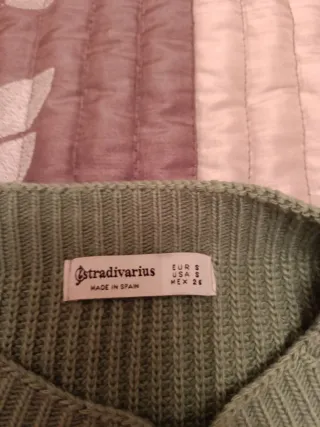 stradivarius
MADE IN SPAIN
EUR S
USA S
MEX 26